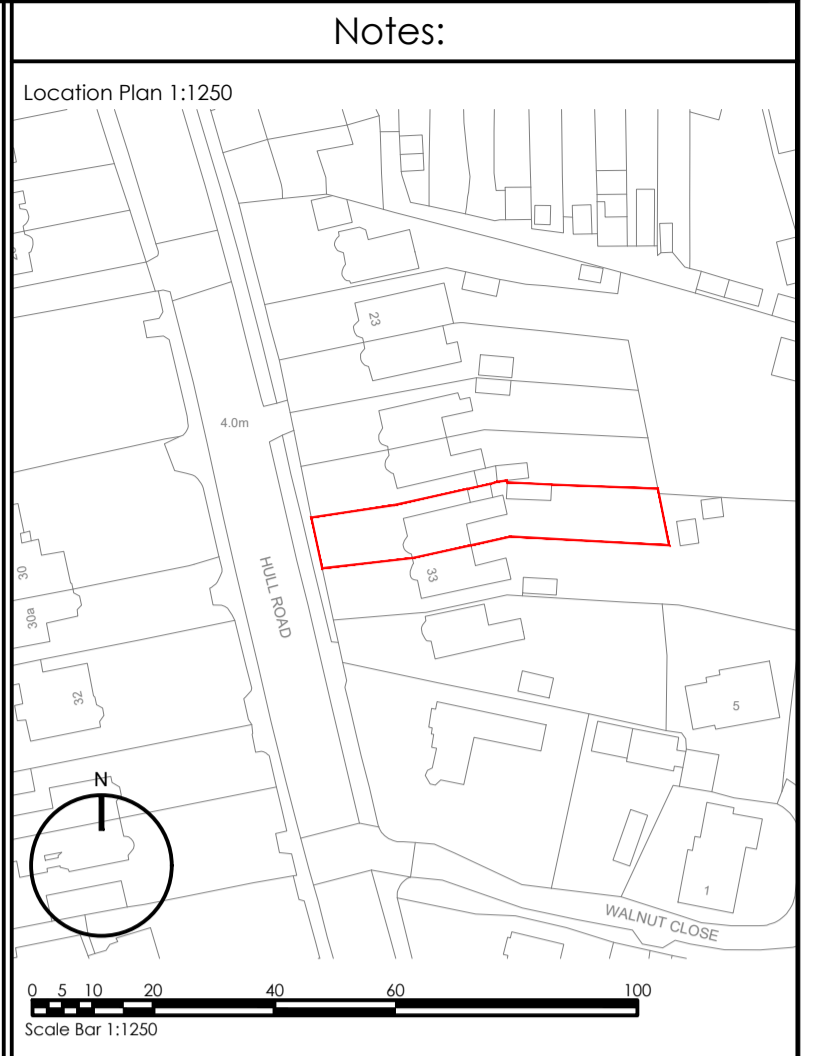 Notes:
Location Plan 1:1250
23
4.0m
HULL ROAD
30
30a
33
32
5
N
1
WALNUT CLOSE
0 5 10 20 40 60 100
Scale Bar 1:1250